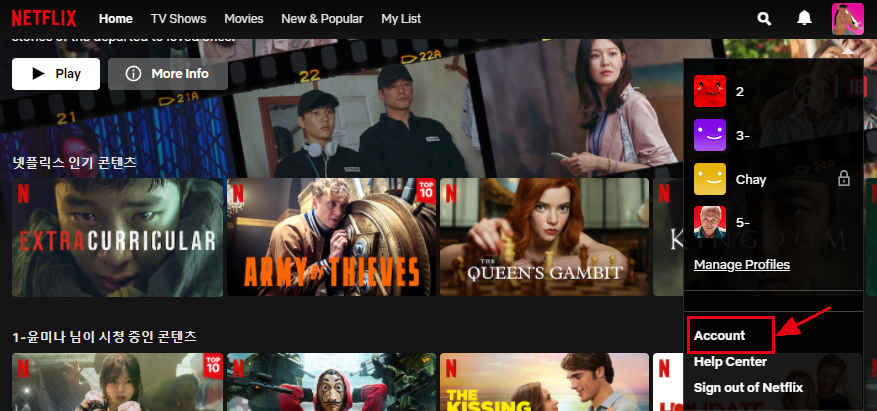 NETFLIX Home TV Shows Movies New & Popular My List
stories of the departed to loved ones.
Play More Info
21A
22
22A
2
3-
Chay
5-
Manage Profiles
Account
Help Center
Sign out of Netflix
넷플릭스 인기 콘텐츠
N
EXTRACURRICULAR
N
TOP
10
ARMY OF THIEVES
N
THE
QUEEN'S GAMBIT
1-윤미나 님이 시청 중인 콘텐츠
N
TOP
10
N
N
THE
KISSING
N